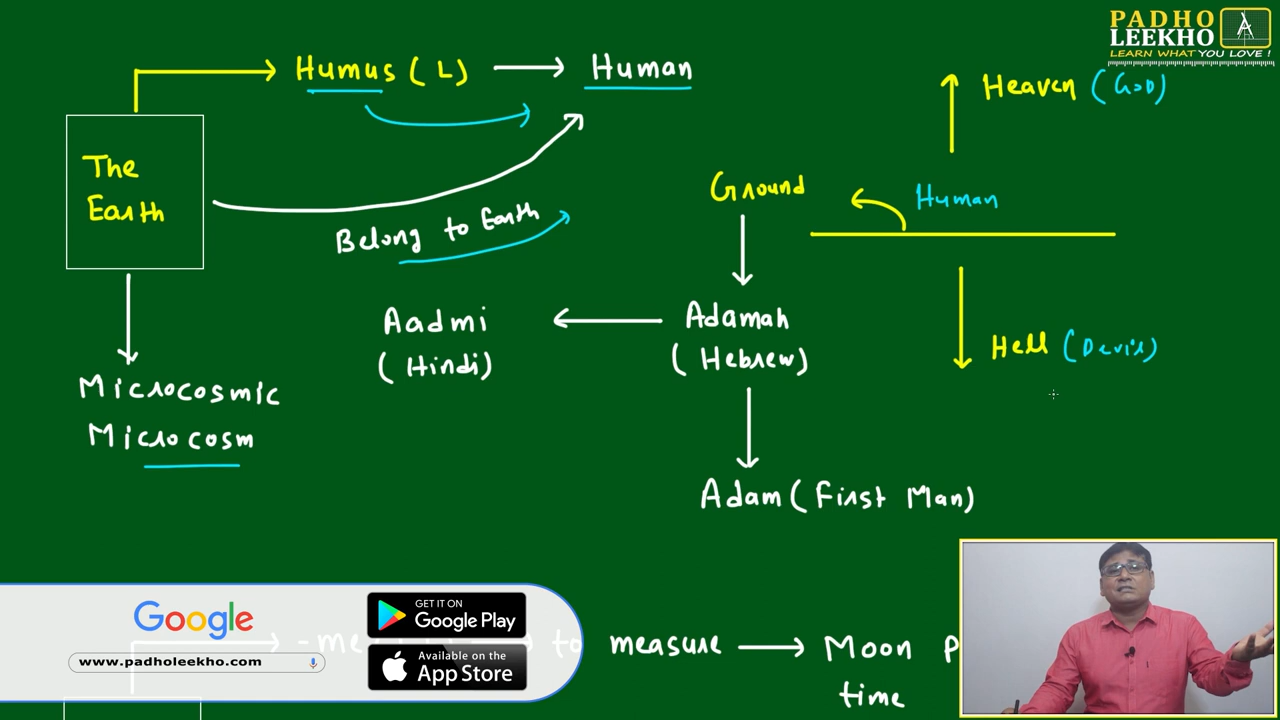 PADHO
LEEKHO
LEARN WHAT YOU LOVE !
Humus (L)
Human
Heaven (GOD)
The
Earth
Ground
Human
Belong to Earth
Aadmi
(Hindi)
Adamah
(Hebrew)
Hell (Devil)
Microcosmic
Microcosm
Adam (First Man)
Google
www.padholeekho.com
GET IT ON
Google Play
Available on the
App Store
to measure
Moon
time